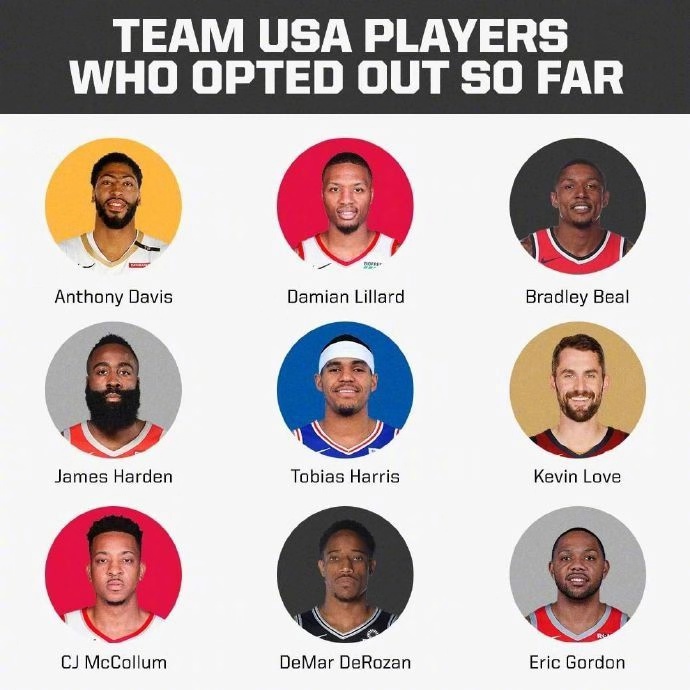 TEAM USA PLAYERS
WHO OPTED OUT SO FAR
Anthony Davis
Damian Lillard
Bradley Beal
James Harden
Tobias Harris
Kevin Love
CJ McCollum
DeMar DeRozan
Eric Gordon